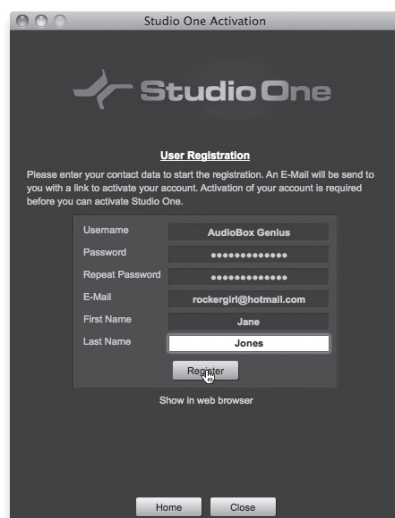 Studio One Activation
Studio One
User Registration
Please enter your contact data to start the registration. An E-Mail will be send to
you with a link to activate your account. Activation of your account is required
before you can activate Studio One.
Username AudioBox Genius
Password •••••••••••••
Repeat Password •••••••••••••
E-Mail rockergirl@hotmail.com
First Name Jane
Last Name Jones
Register
Show in web browser
Home Close